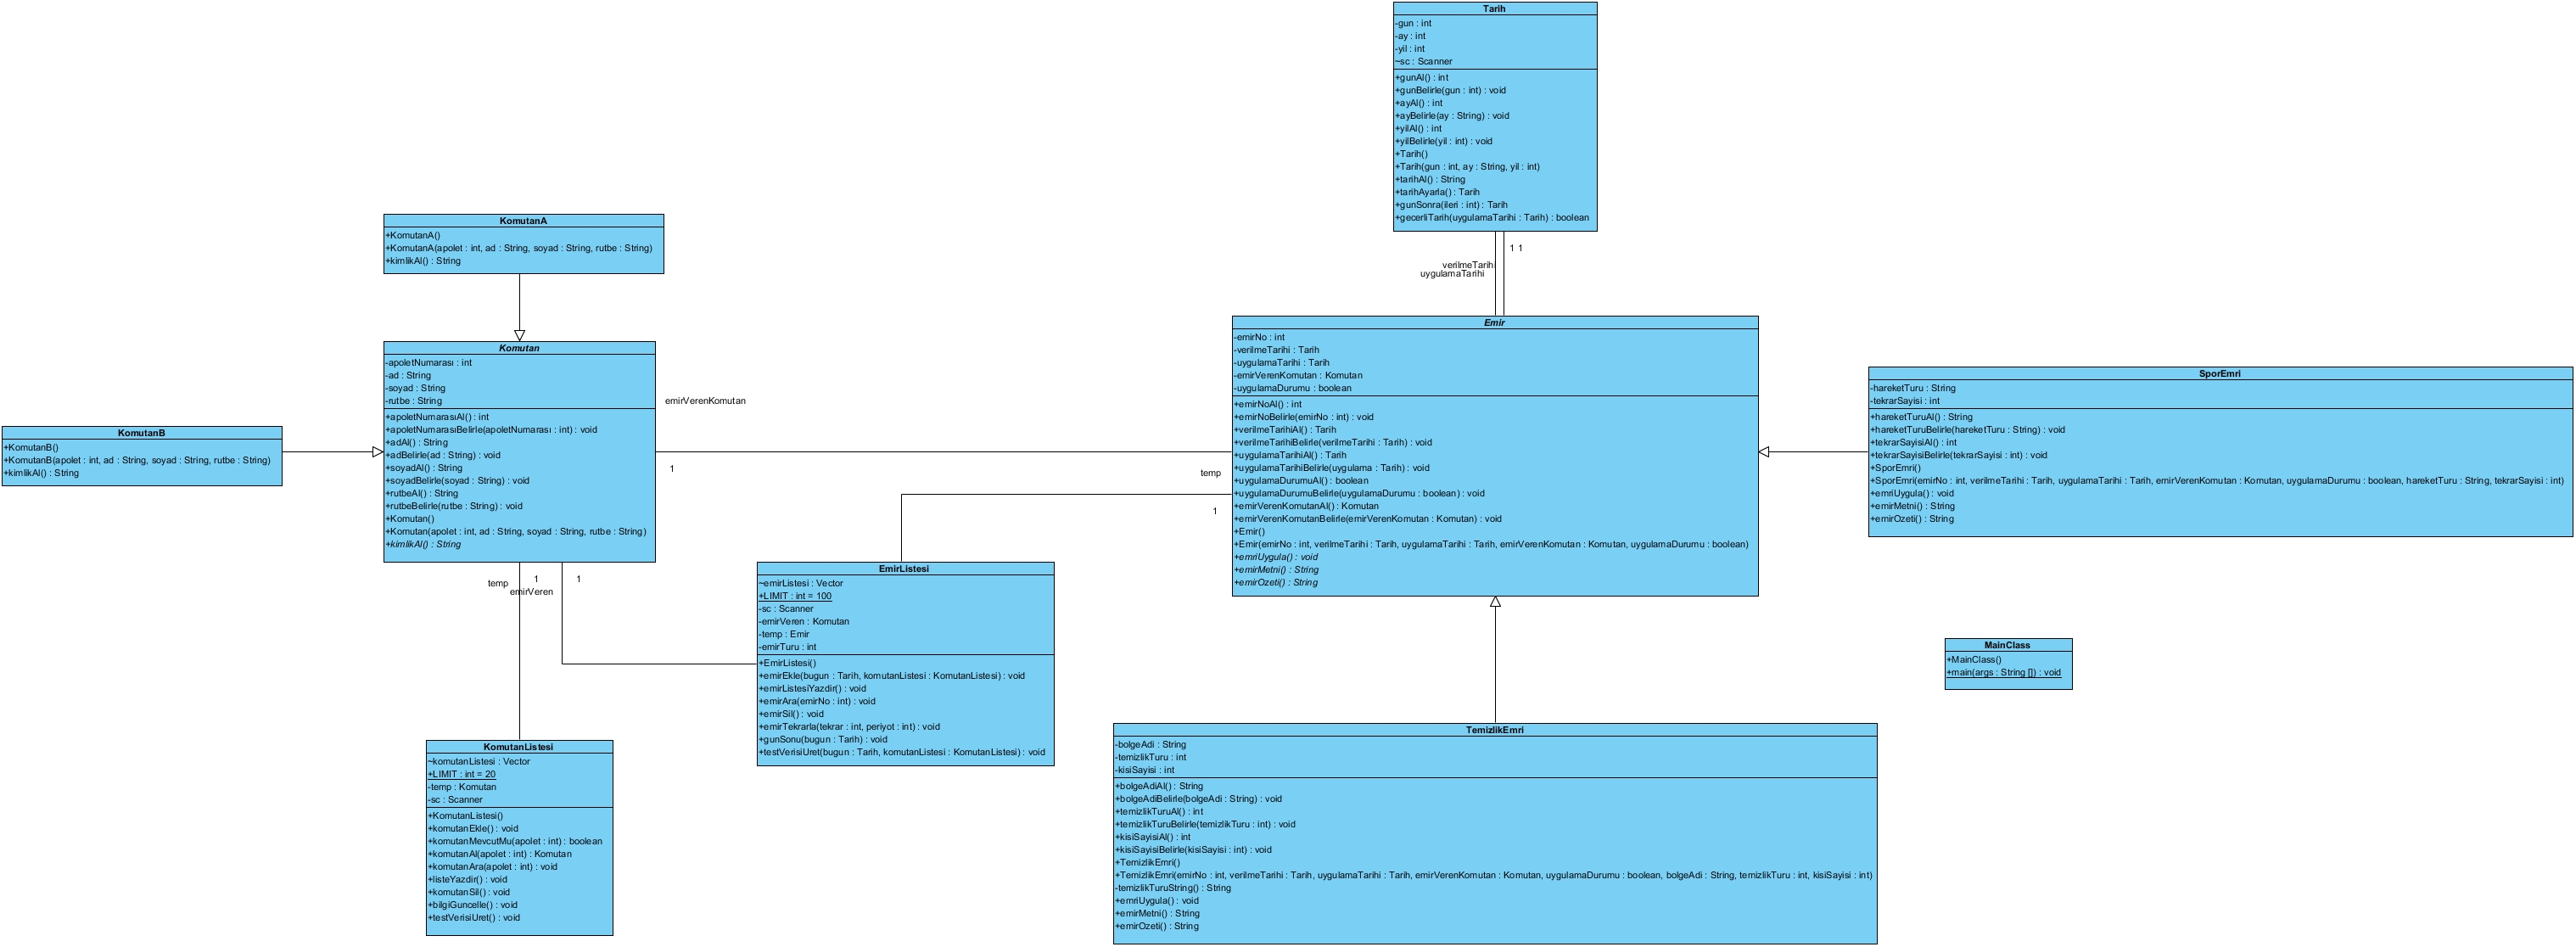 Tarih
-gun : int
-ay : int
-yil : int
~sc : Scanner
+gunAl() : int
+gunBelirle(gun : int) : void
+ayAl() : int
+ayBelirle(ay : String) : void
+yilAl() : int
+yilBelirle(yil : int) : void
+Tarih()
+Tarih(gun : int, ay : String, yil : int)
+tarihAl() : String
+tarihAyarla() : Tarih
+gunSonra(ileri : int) : Tarih
+gecerliTarih(uygulamaTarihi : Tarih) : boolean
1 1
verilmeTarihi
uygulamaTarihi
KomutanA
+KomutanA()
+KomutanA(apolet : int, ad : String, soyad : String, rutbe : String)
+kimlikAl() : String
Komutan
-apoletNumarası : int
-ad : String
-soyad : String
-rutbe : String
+apoletNumarasıAl() : int
+apoletNumarasıBelirle(apoletNumarası : int) : void
+adAl() : String
+adBelirle(ad : String) : void
+soyadAl() : String
+soyadBelirle(soyad : String) : void
+rutbeAl() : String
+rutbeBelirle(rutbe : String) : void
+Komutan()
+Komutan(apolet : int, ad : String, soyad : String, rutbe : String)
+kimlikAl() : String
KomutanB
+KomutanB()
+KomutanB(apolet : int, ad : String, soyad : String, rutbe : String)
+kimlikAl() : String
emirVerenKomutan
1
temp
1
Emir
-emirNo : int
-verilmeTarihi : Tarih
-uygulamaTarihi : Tarih
-emirVerenKomutan : Komutan
-uygulamaDurumu : boolean
+emirNoAl() : int
+emirNoBelirle(emirNo : int) : void
+verilmeTarihiAl() : Tarih
+verilmeTarihiBelirle(verilmeTarihi : Tarih) : void
+uygulamaTarihiAl() : Tarih
+uygulamaTarihiBelirle(uygulama : Tarih) : void
+uygulamaDurumuAl() : boolean
+uygulamaDurumuBelirle(uygulamaDurumu : boolean) : void
+emirVerenKomutanAl() : Komutan
+emirVerenKomutanBelirle(emirVerenKomutan : Komutan) : void
+Emir()
+Emir(emirNo : int, verilmeTarihi : Tarih, uygulamaTarihi : Tarih, emirVerenKomutan : Komutan, uygulamaDurumu : boolean)
+emriUygula() : void
+emirMetni() : String
+emirOzeti() : String
SporEmri
-hareketTuru : String
-tekrarSayisi : int
+hareketTuruAl() : String
+hareketTuruBelirle(hareketTuru : String) : void
+tekrarSayisiAl() : int
+tekrarSayisiBelirle(tekrarSayisi : int) : void
+SporEmri()
+SporEmri(emirNo : int, verilmeTarihi : Tarih, uygulamaTarihi : Tarih, emirVerenKomutan : Komutan, uygulamaDurumu : boolean, hareketTuru : String, tekrarSayisi : int)
+emriUygula() : void
+emirMetni() : String
+emirOzeti() : String
temp
1
emirVeren
1
EmirListesi
~emirListesi : Vector
+LIMIT : int = 100
-sc : Scanner
-emirVeren : Komutan
-temp : Emir
-emirTuru : int
+EmirListesi()
+emirEkle(bugun : Tarih, komutanListesi : KomutanListesi) : void
+emirListesiYazdir() : void
+emirAra(emirNo : int) : void
+emirSil() : void
+emirTekrarla(tekrar : int, periyot : int) : void
+gunSonu(bugun : Tarih) : void
+testVerisiUret(bugun : Tarih, komutanListesi : KomutanListesi) : void
MainClass
+MainClass()
+main(args : String []) : void
KomutanListesi
~komutanListesi : Vector
+LIMIT : int = 20
-temp : Komutan
-sc : Scanner
+KomutanListesi()
+komutanEkle() : void
+komutanMevcutMu(apolet : int) : boolean
+komutanAl(apolet : int) : Komutan
+komutanAra(apolet : int) : void
+listeYazdir() : void
+komutanSil() : void
+bilgiGuncelle() : void
+testVerisiUret() : void
TemizlikEmri
-bolgeAdi : String
-temizlikTuru : int
-kisiSayisi : int
+bolgeAdiAl() : String
+bolgeAdiBelirle(bolgeAdi : String) : void
+temizlikTuruAl() : int
+temizlikTuruBelirle(temizlikTuru : int) : void
+kisiSayisiAl() : int
+kisiSayisiBelirle(kisiSayisi : int) : void
+TemizlikEmri()
+TemizlikEmri(emirNo : int, verilmeTarihi : Tarih, uygulamaTarihi : Tarih, emirVerenKomutan : Komutan, uygulamaDurumu : boolean, bolgeAdi : String, temizlikTuru : int, kisiSayisi : int)
-temizlikTuruString() : String
+emriUygula() : void
+emirMetni() : String
+emirOzeti() : String